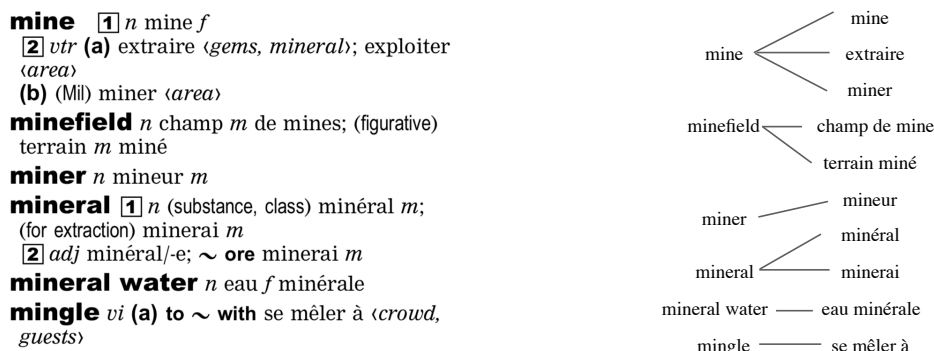 mine 1 n mine f
2 vtr (a) extraire ‹gems, mineral›; exploiter
‹area›
(b) (Mil) miner ‹area›
minefield n champ m de mines; (figurative)
terrain m miné
miner n mineur m
mineral 1 n (substance, class) minéral m;
(for extraction) minerai m
2 adj minéral/-e; ~ ore minerai m
mineral water n eau f minérale
mingle vi (a) to ~ with se mêler à ‹crowd,
guests›
mine
mine
extraire
miner
minefield
champ de mine
terrain miné
miner
mineur
minéral
mineral
minerai
mineral water
eau minérale
mingle
se mêler à